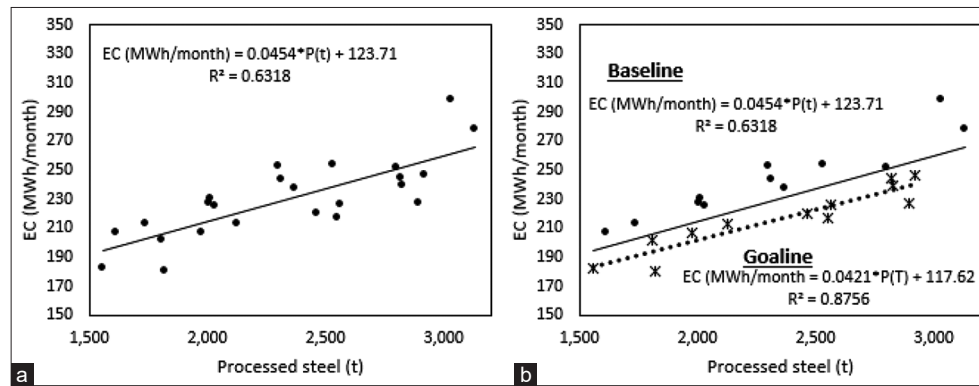 350
330
310
290
270
250
230
210
190
170
150
EC (MWh/month)
EC (MWh/month) = 0.0454*P(t) + 123.71
R² = 0.6318
1,500
2,000
2,500
3,000
Processed steel (t)
a
350
330
310
290
270
250
230
210
190
170
150
EC (MWh/month)
Baseline
EC (MWh/month) = 0.0454*P(t) + 123.71
R² = 0.6318
Goaline
EC (MWh/month = 0.0421*P(T) + 117.62
R² = 0.8756
1,500
2,000
2,500
3,000
Processed steel (t)
b